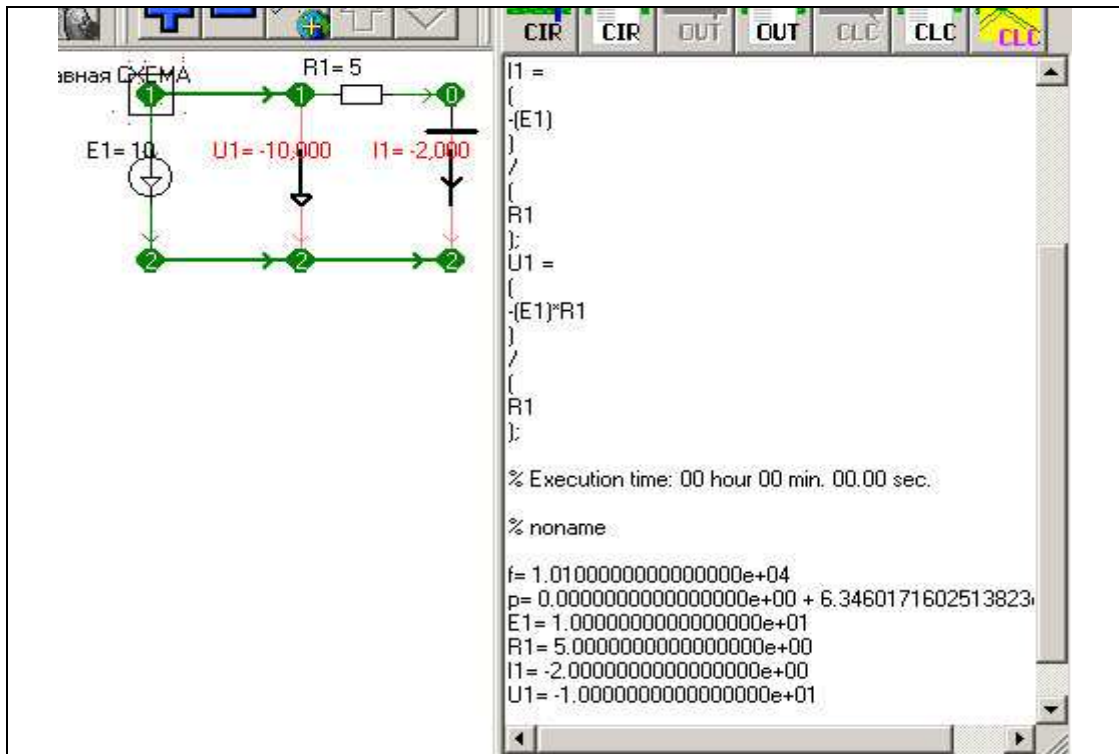 CIR CIR OUT OUT CLC CLC CLC
авная СХЕМА
R1= 5
1 1 0
E1= 10 U1= -10,000 I1= -2,000
2 2 2
I1 =
(
-(E1)
)
/
(
R1
);
U1 =
(
-(E1)*R1
)
/
(
R1
);
% Execution time: 00 hour 00 min. 00.00 sec.
% noname
f= 1.0100000000000000e+04
p= 0.0000000000000000e+00 + 6.3460171602513823
E1= 1.0000000000000000e+01
R1= 5.0000000000000000e+00
I1= -2.0000000000000000e+00
U1= -1.0000000000000000e+01